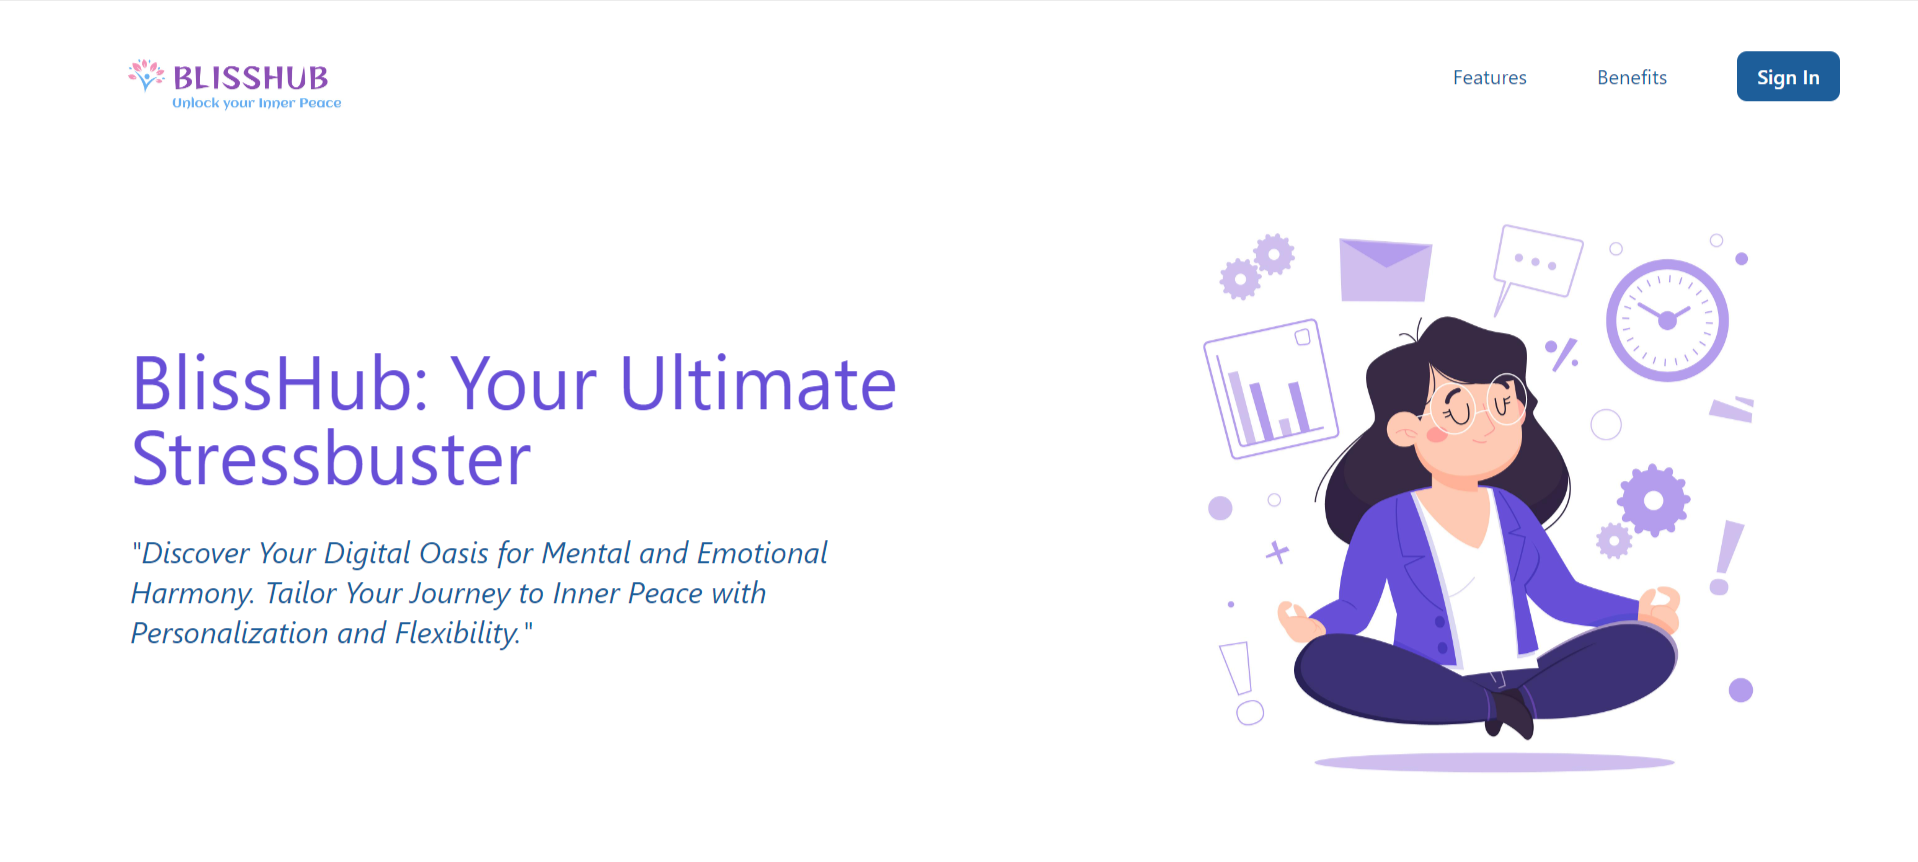 BLISSHUB
Unlock your Inner Peace
Features
Benefits
Sign In
BlissHub: Your Ultimate
Stressbuster
"Discover Your Digital Oasis for Mental and Emotional
Harmony. Tailor Your Journey to Inner Peace with
Personalization and Flexibility."